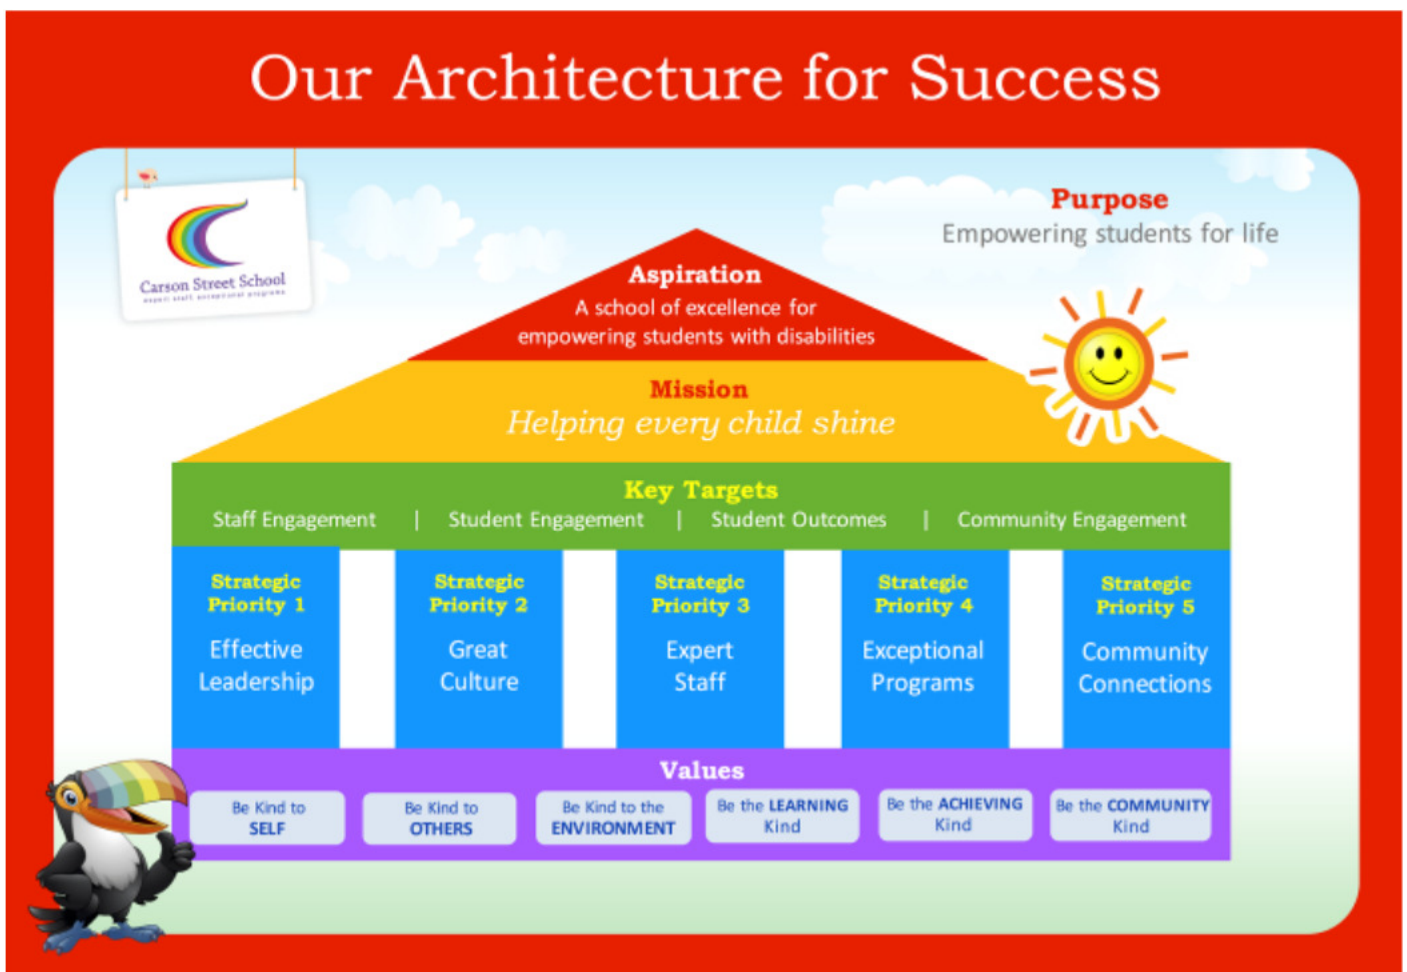 Our Architecture for Success
Carson Street School
expert staff, exceptional programs
Purpose
Empowering students for life
Aspiration
A school of excellence for
empowering students with disabilities
Mission
Helping every child shine
Key Targets
Staff Engagement | Student Engagement | Student Outcomes | Community Engagement
Strategic
Priority 1
Effective
Leadership
Strategic
Priority 2
Great
Culture
Strategic
Priority 3
Expert
Staff
Strategic
Priority 4
Exceptional
Programs
Strategic
Priority 5
Community
Connections
Values
Be Kind to
SELF
Be Kind to
OTHERS
Be Kind to the
ENVIRONMENT
Be the LEARNING
Kind
Be the ACHIEVING
Kind
Be the COMMUNITY
Kind